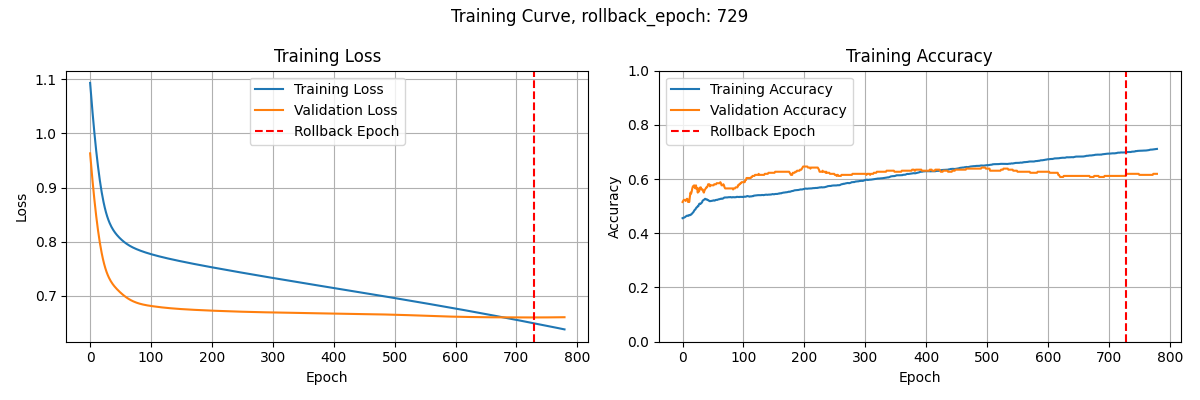 Training Curve, rollback_epoch: 729
Training Loss
Training Loss
Validation Loss
Rollback Epoch
1.1
1.0
0.9
0.8
0.7
Loss
0 100 200 300 400 500 600 700 800
Epoch
Training Accuracy
Training Accuracy
Validation Accuracy
Rollback Epoch
1.0
0.8
0.6
0.4
0.2
0.0
Accuracy
0 100 200 300 400 500 600 700 800
Epoch